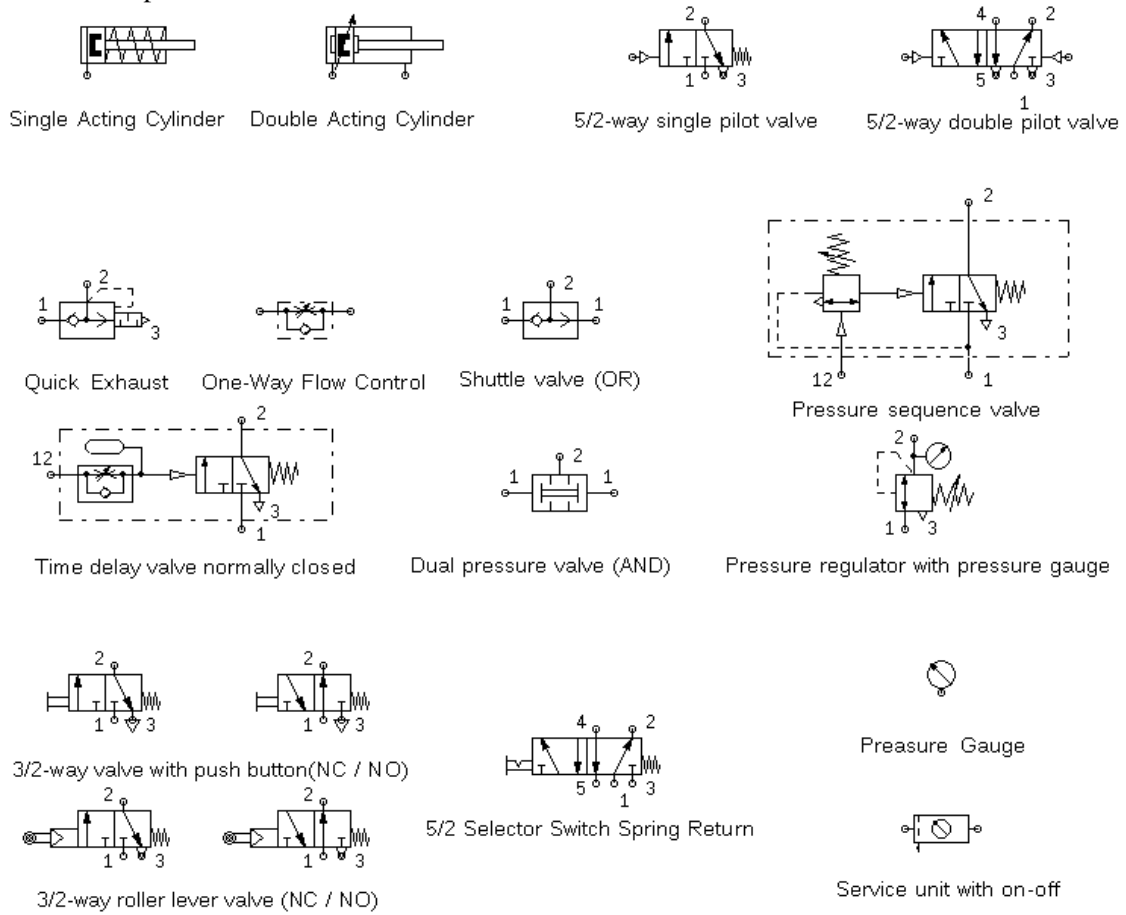 2
4 2
1 3
5 3
1
Single Acting Cylinder Double Acting Cylinder 5/2-way single pilot valve 5/2-way double pilot valve
2
2
1 3
1 1
12 1
Quick Exhaust One-Way Flow Control Shuttle valve (OR)
Pressure sequence valve
2
12
3
1
2
1 1
2
1 3
Time delay valve normally closed Dual pressure valve (AND) Pressure regulator with pressure gauge
2 2
1 3 1 3
3/2-way valve with push button(NC / NO)
4 2
5 3
1
Preasure Gauge
2 2
1 3 1 3
5/2 Selector Switch Spring Return
3/2-way roller lever valve (NC / NO)
Service unit with on-off